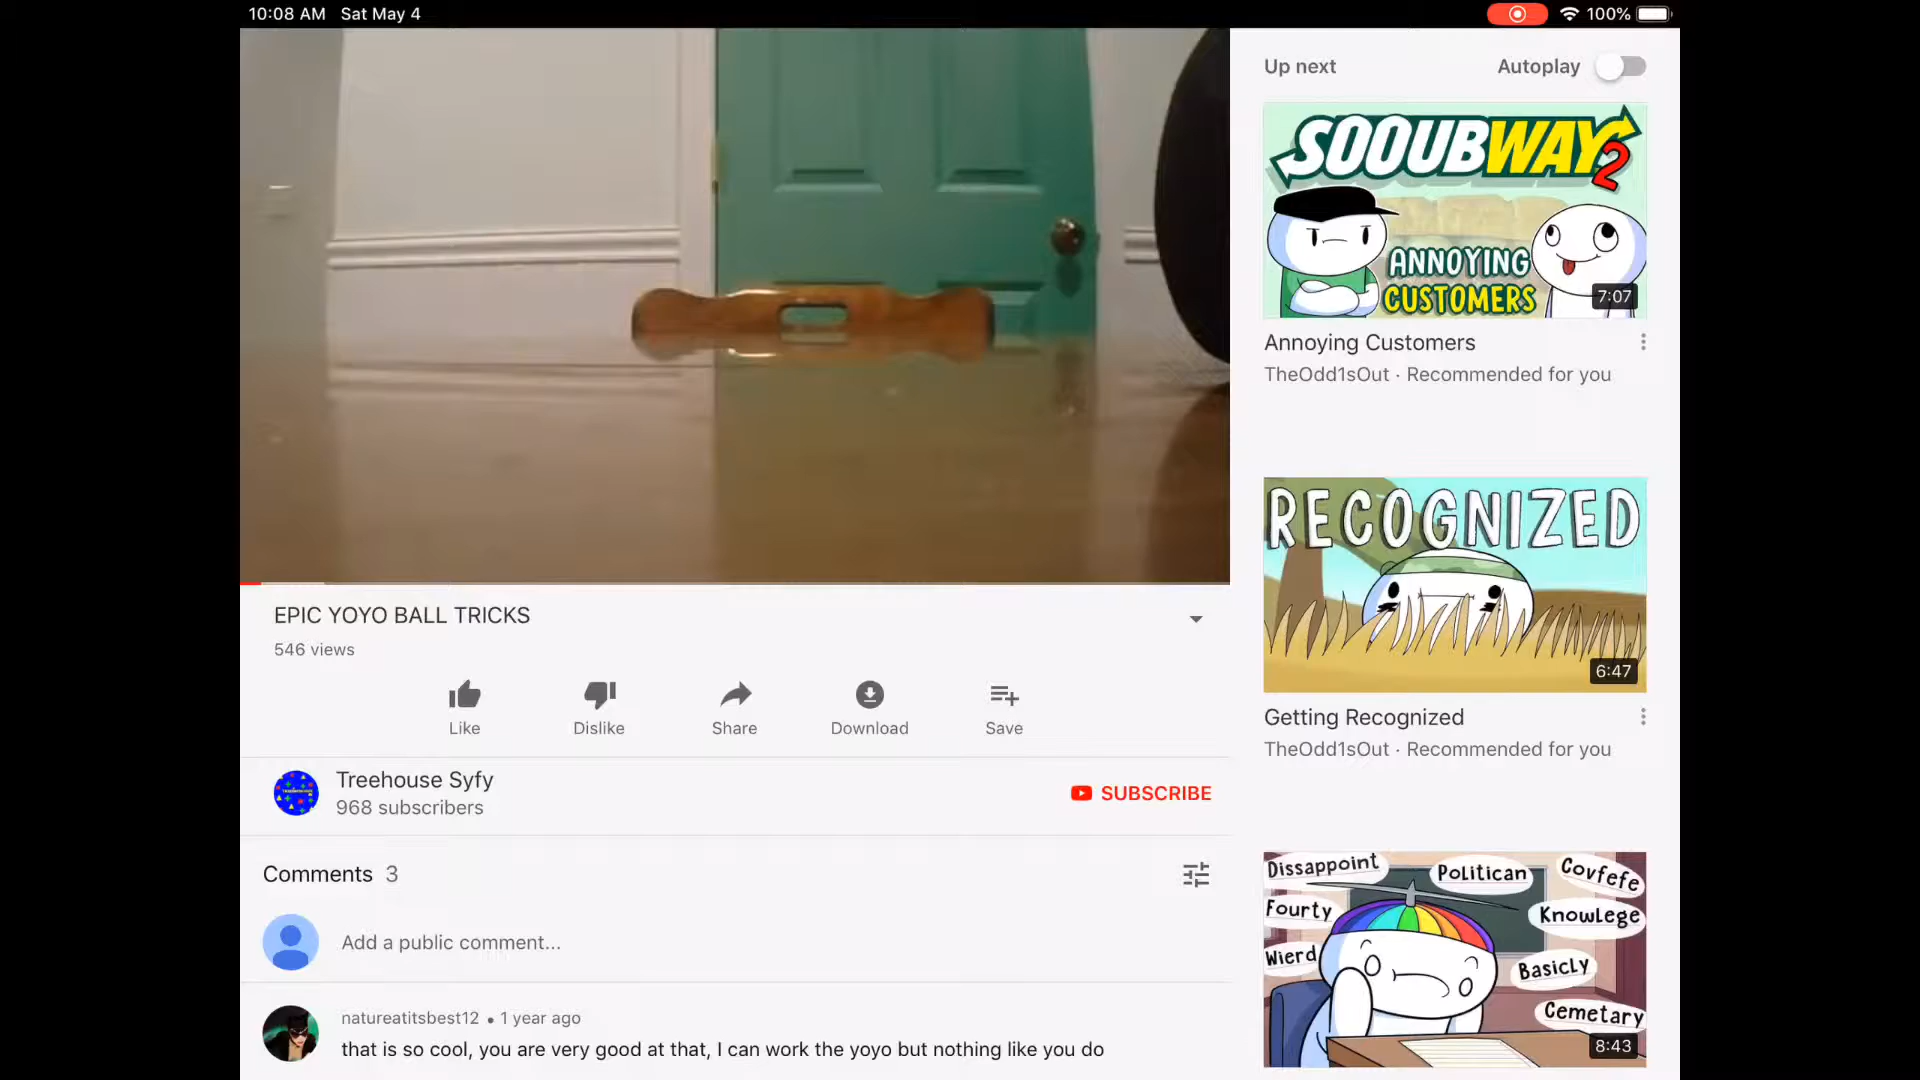 10:08 AM Sat May 4
100%
Up next
Autoplay
SOOUBWAY 2
ANNOYING
CUSTOMERS
7:07
Annoying Customers
TheOdd1sOut · Recommended for you
RECOGNIZED
6:47
Getting Recognized
TheOdd1sOut · Recommended for you
Dissappoint
Politican
Covfefe
Fourty
Knowlege
Wierd
Basicly
Cemetary
8:43
EPIC YOYO BALL TRICKS
546 views
Like
Dislike
Share
Download
Save
Treehouse Syfy
968 subscribers
SUBSCRIBE
Comments 3
Add a public comment...
natureatitsbest12 • 1 year ago
that is so cool, you are very good at that, I can work the yoyo but nothing like you do